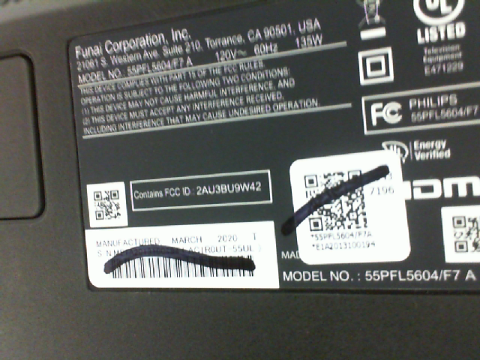 Funai Corporation, Inc.
21061 S. Western Ave. Suite 210, Torrance, CA 90501, USA
MODEL NO.: 55PFL5604/F7 A 120V~ 60Hz 135W
THIS DEVICE COMPLIES WITH PART 15 OF THE FCC RULES.
OPERATION IS SUBJECT TO THE FOLLOWING TWO CONDITIONS:
(1) THIS DEVICE MAY NOT CAUSE HARMFUL INTERFERENCE, AND
(2) THIS DEVICE MUST ACCEPT ANY INTERFERENCE RECEIVED,
INCLUDING INTERFERENCE THAT MAY CAUSE UNDESIRED OPERATION.
UL
LISTED
Television
Equipment
E471229
FC PHILIPS
55PFL5604/F7
Energy
Verified
HDMI
Contains FCC ID.: 2AU3BU9W42
7196
*55PFL5604/F7A
MANUFACTURED MARCH 2020
MAD
MODEL NO. : 55PFL5604/F7 A